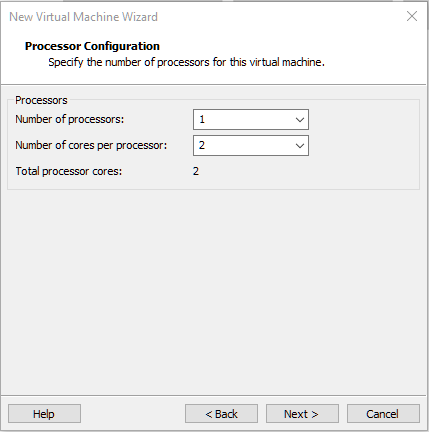 New Virtual Machine Wizard
Processor Configuration
Specify the number of processors for this virtual machine.
Processors
Number of processors: 1
Number of cores per processor: 2
Total processor cores: 2
Help < Back Next > Cancel